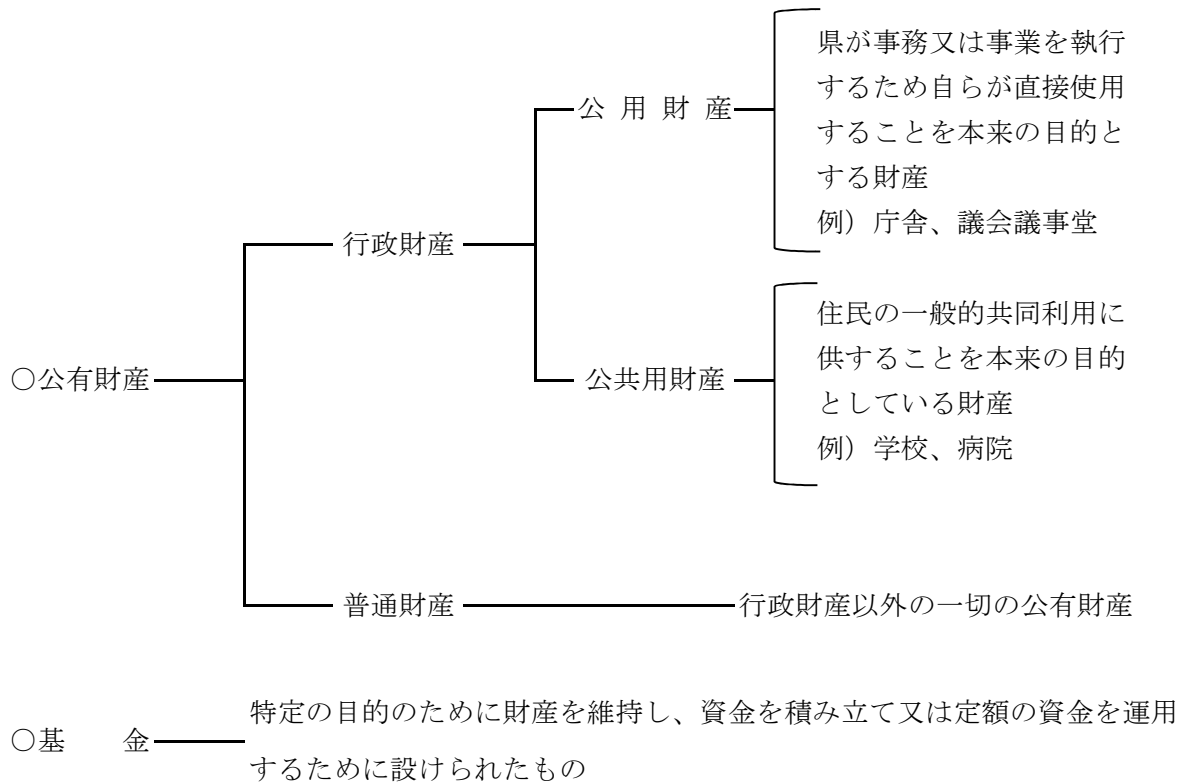 県が事務又は事業を執行
するため自らが直接使用
することを本来の目的と
する財産
例）庁舎、議会議事堂
公 用 財 産
行政財産
住民の一般的共同利用に
供することを本来の目的
としている財産
例）学校、病院
公共用財産
○公有財産
普通財産
行政財産以外の一切の公有財産
特定の目的のために財産を維持し、資金を積み立て又は定額の資金を運用
するために設けられたもの
○基　　金